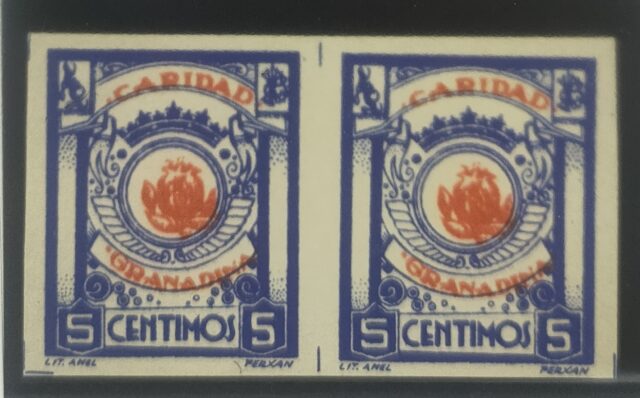 CARIDAD
GRANADINA
5 CENTIMOS 5
LIT. ANEL PERXAN
CARIDAD
GRANADINA
5 CENTIMOS 5
LIT. ANEL PERXAN